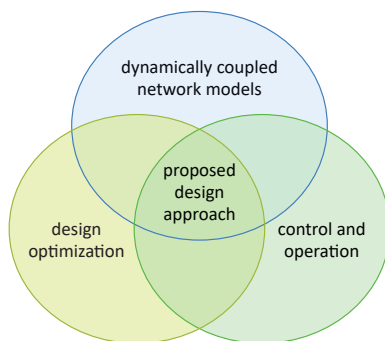 dynamically coupled
network models
proposed
design
approach
design
optimization
control and
operation